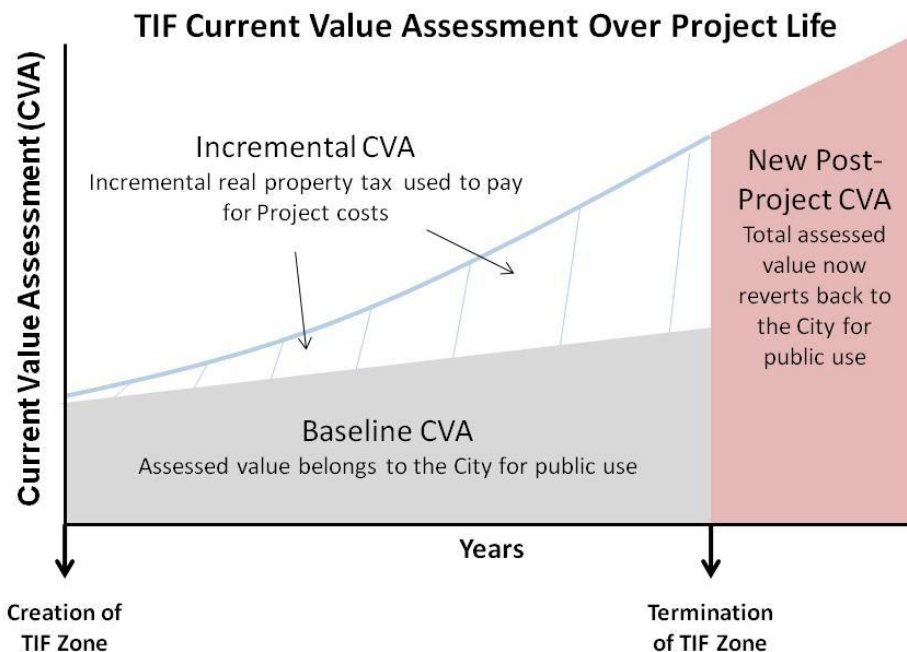 TIF Current Value Assessment Over Project Life
Current Value Assessment (CVA)
Incremental CVA
Incremental real property tax used to pay
for Project costs
New Post-
Project CVA
Total assessed
value now
reverts back to
the City for
public use
Baseline CVA
Assessed value belongs to the City for public use
Years
Creation of
TIF Zone
Termination
of TIF Zone